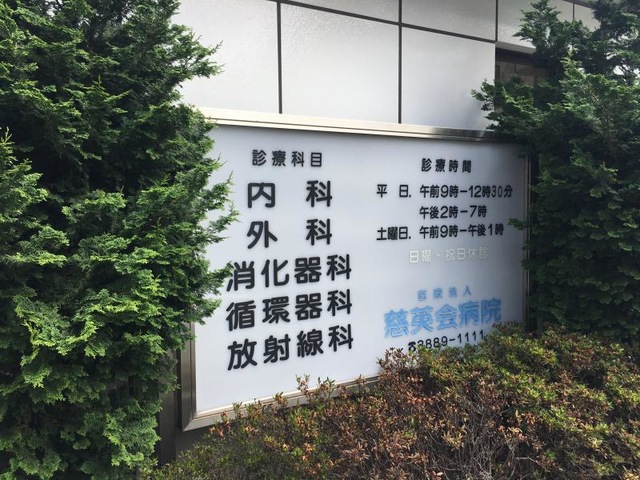 診療科目
内科
外科
消化器科
循環器科
放射線科
診療時間
平日．午前9時－12時30分
午後2時－7時
土曜日．午前9時－午後1時
日曜・祝日休診
医療法人
慈英会病院
☎3889-1111